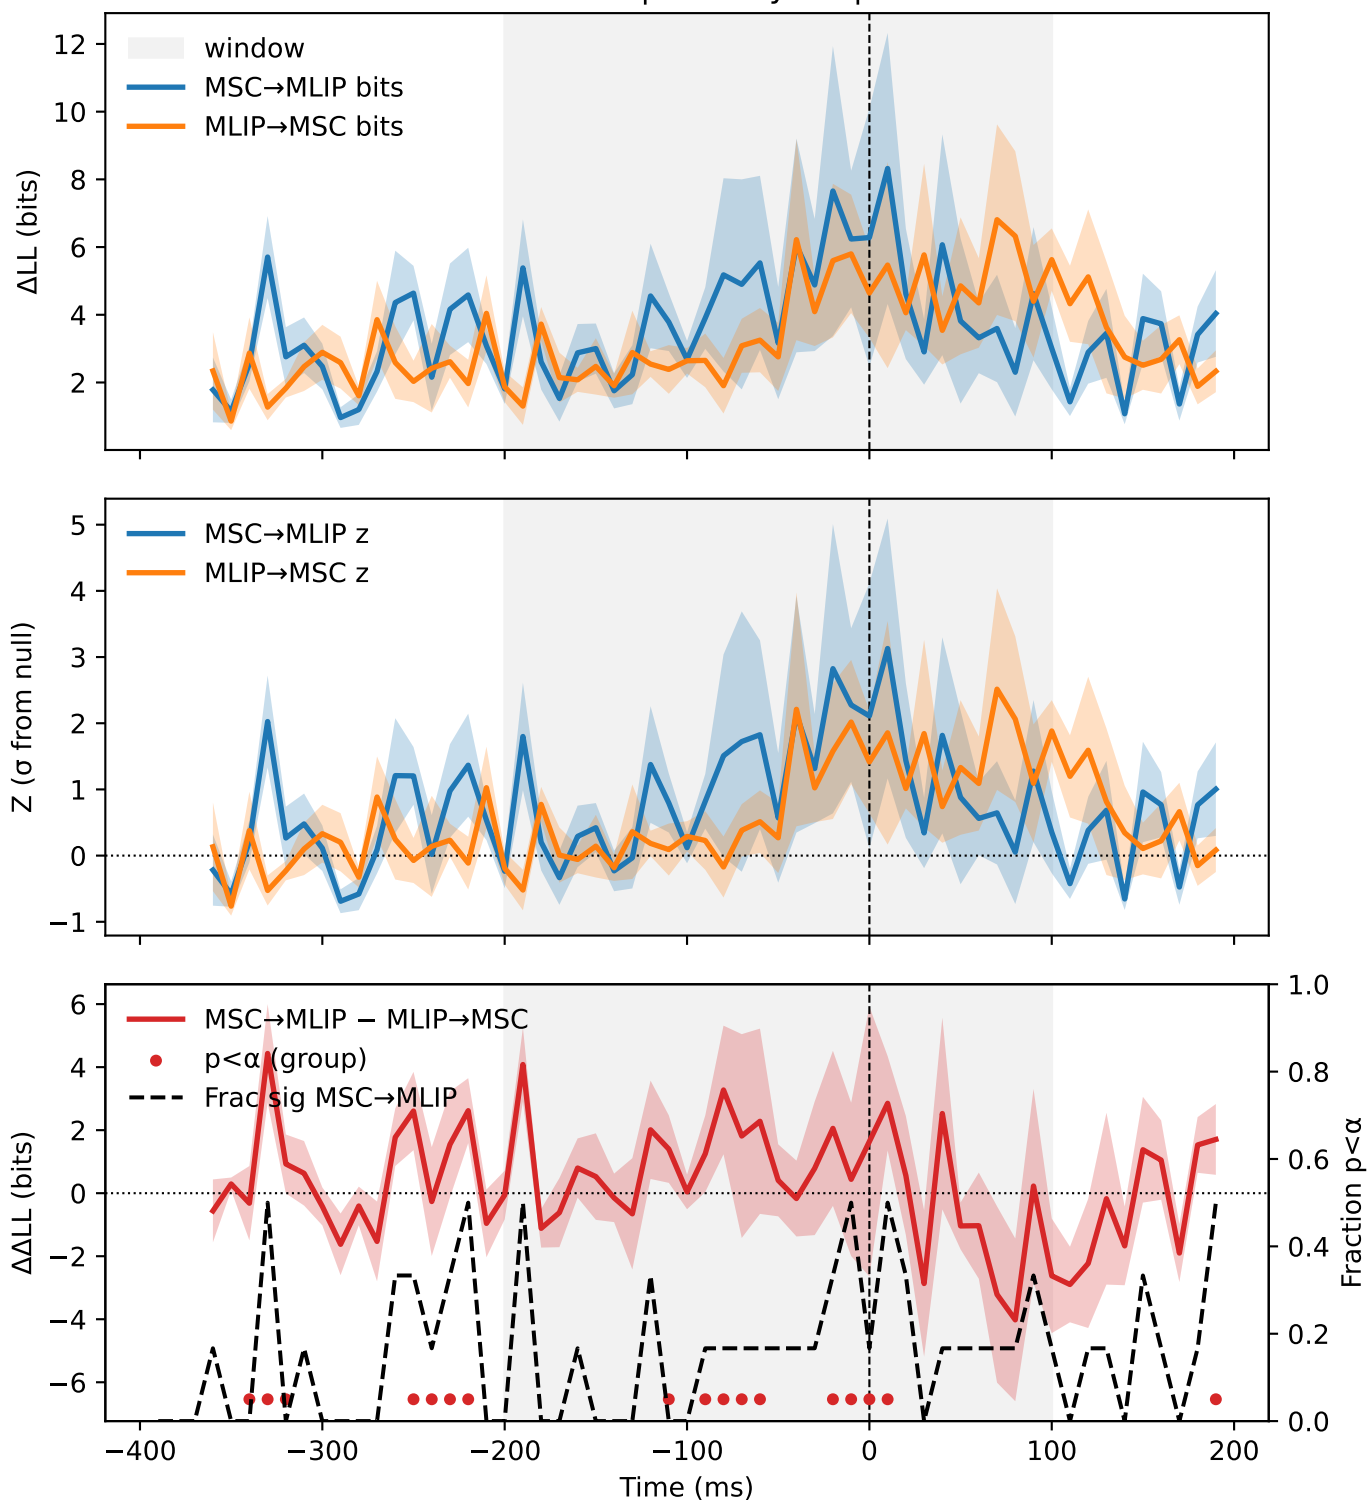 12
10
8
6
4
2
ΔLL (bits)
window
MSC→MLIP bits
MLIP→MSC bits
5
4
3
2
1
0
−1
Z (σ from null)
MSC→MLIP z
MLIP→MSC z
6
4
2
0
−2
−4
−6
ΔΔLL (bits)
MSC→MLIP − MLIP→MSC
p<α (group)
Frac sig MSC→MLIP
1.0
0.8
0.6
0.4
0.2
0.0
Fraction p<α
−400 −300 −200 −100 0 100 200
Time (ms)